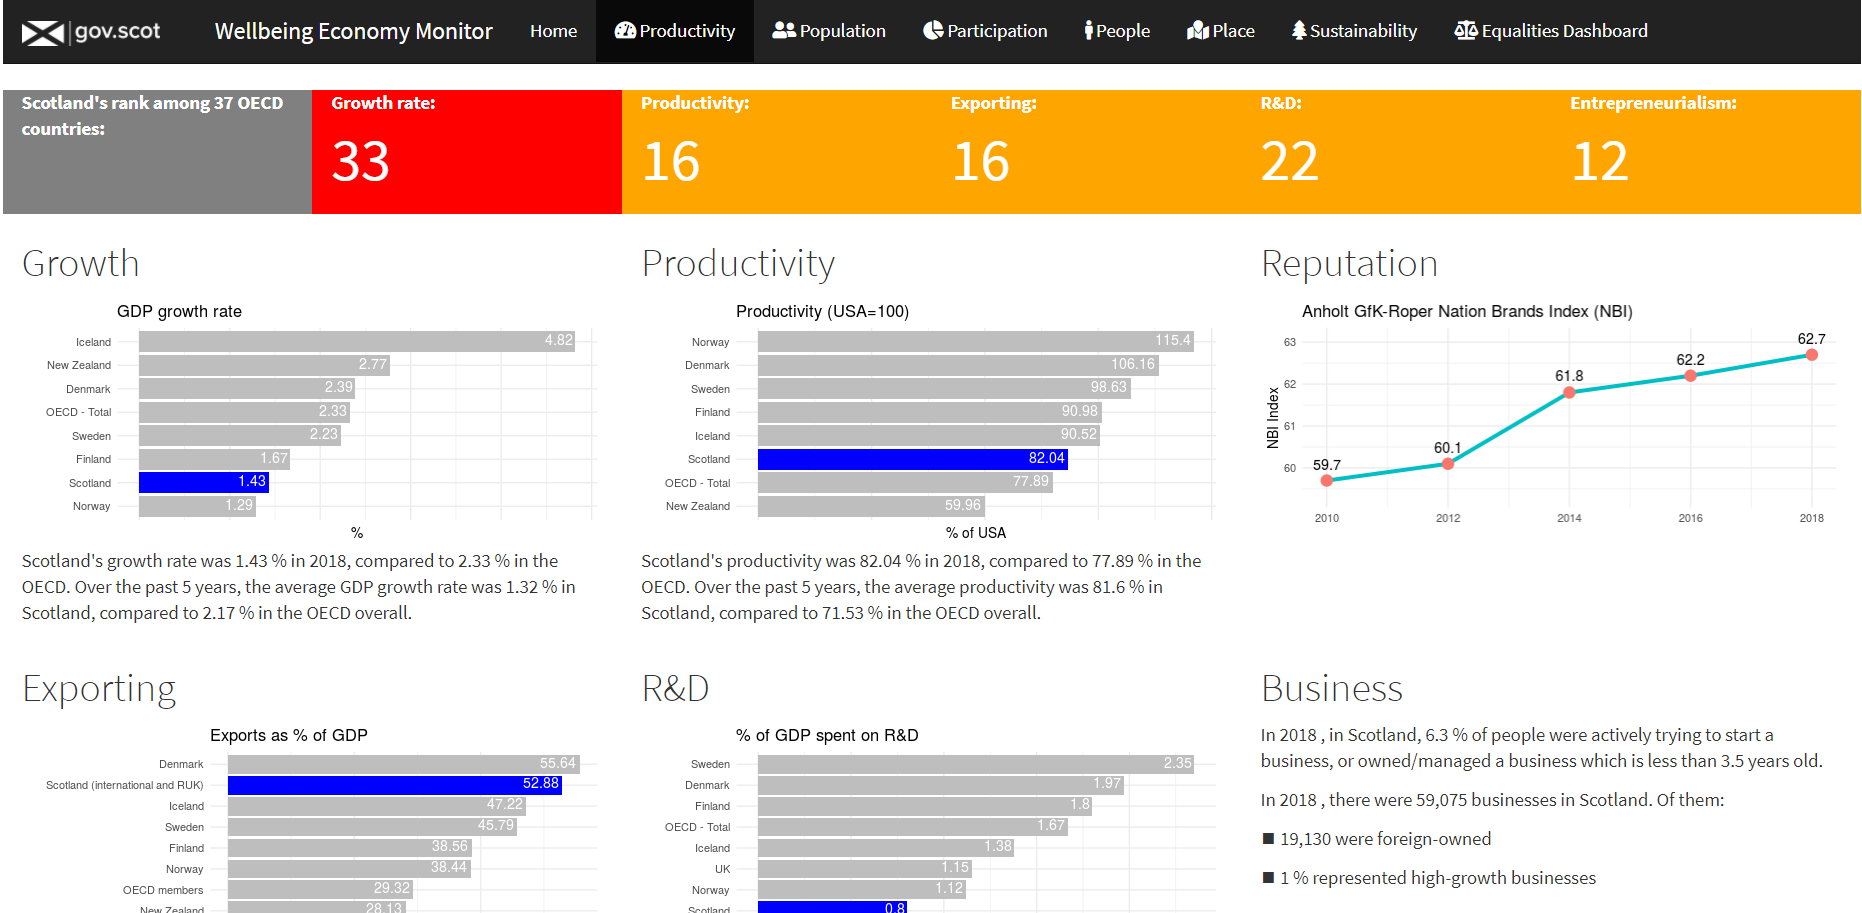 gov.scot
Wellbeing Economy Monitor
Home
Productivity
Population
Participation
People
Place
Sustainability
Equalities Dashboard
Scotland's rank among 37 OECD
countries:
Growth rate:
33
Productivity:
16
Exporting:
16
R&D:
22
Entrepreneurialism:
12
Growth
GDP growth rate
Iceland 4.82
New Zealand 2.77
Denmark 2.39
OECD - Total 2.33
Sweden 2.23
Finland 1.67
Scotland 1.43
Norway 1.29
%
Scotland's growth rate was 1.43 % in 2018, compared to 2.33 % in the
OECD. Over the past 5 years, the average GDP growth rate was 1.32 % in
Scotland, compared to 2.17 % in the OECD overall.
Productivity
Productivity (USA=100)
Norway 115.4
Denmark 106.16
Sweden 98.63
Finland 90.98
Iceland 90.52
Scotland 82.04
OECD - Total 77.89
New Zealand 59.96
% of USA
Scotland's productivity was 82.04 % in 2018, compared to 77.89 % in the
OECD. Over the past 5 years, the average productivity was 81.6 % in
Scotland, compared to 71.53 % in the OECD overall.
Reputation
Anholt GfK-Roper Nation Brands Index (NBI)
NBI Index
63
62
61
60
59.7
60.1
61.8
62.2
62.7
2010 2012 2014 2016 2018
Exporting
Exports as % of GDP
Denmark 55.64
Scotland (international and RUK) 52.88
Iceland 47.22
Sweden 45.79
Finland 38.56
Norway 38.44
OECD members 29.32
New Zealand 28.13
R&D
% of GDP spent on R&D
Sweden 2.35
Denmark 1.97
Finland 1.8
OECD - Total 1.67
Iceland 1.38
UK 1.15
Norway 1.12
Scotland 0.8
Business
In 2018 , in Scotland, 6.3 % of people were actively trying to start a
business, or owned/managed a business which is less than 3.5 years old.
In 2018 , there were 59,075 businesses in Scotland. Of them:
■ 19,130 were foreign-owned
■ 1 % represented high-growth businesses